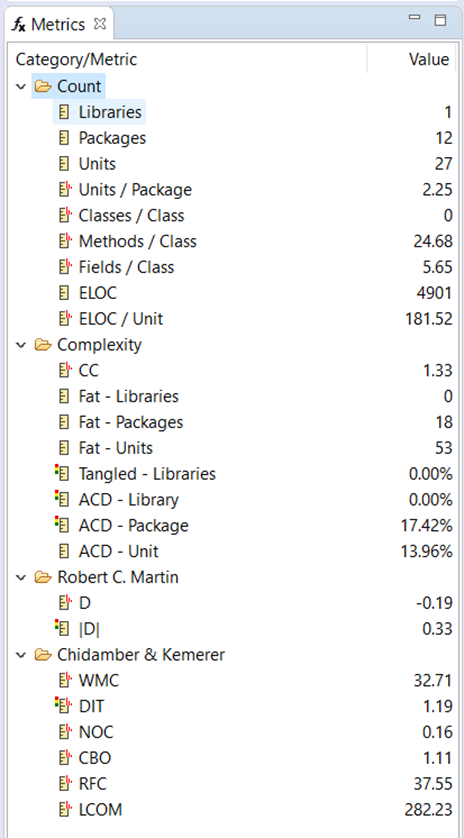 fx Metrics
Category/Metric Value
Count
Libraries 1
Packages 12
Units 27
Units / Package 2.25
Classes / Class 0
Methods / Class 24.68
Fields / Class 5.65
ELOC 4901
ELOC / Unit 181.52
Complexity
CC 1.33
Fat - Libraries 0
Fat - Packages 18
Fat - Units 53
Tangled - Libraries 0.00%
ACD - Library 0.00%
ACD - Package 17.42%
ACD - Unit 13.96%
Robert C. Martin
D -0.19
|D| 0.33
Chidamber & Kemerer
WMC 32.71
DIT 1.19
NOC 0.16
CBO 1.11
RFC 37.55
LCOM 282.23